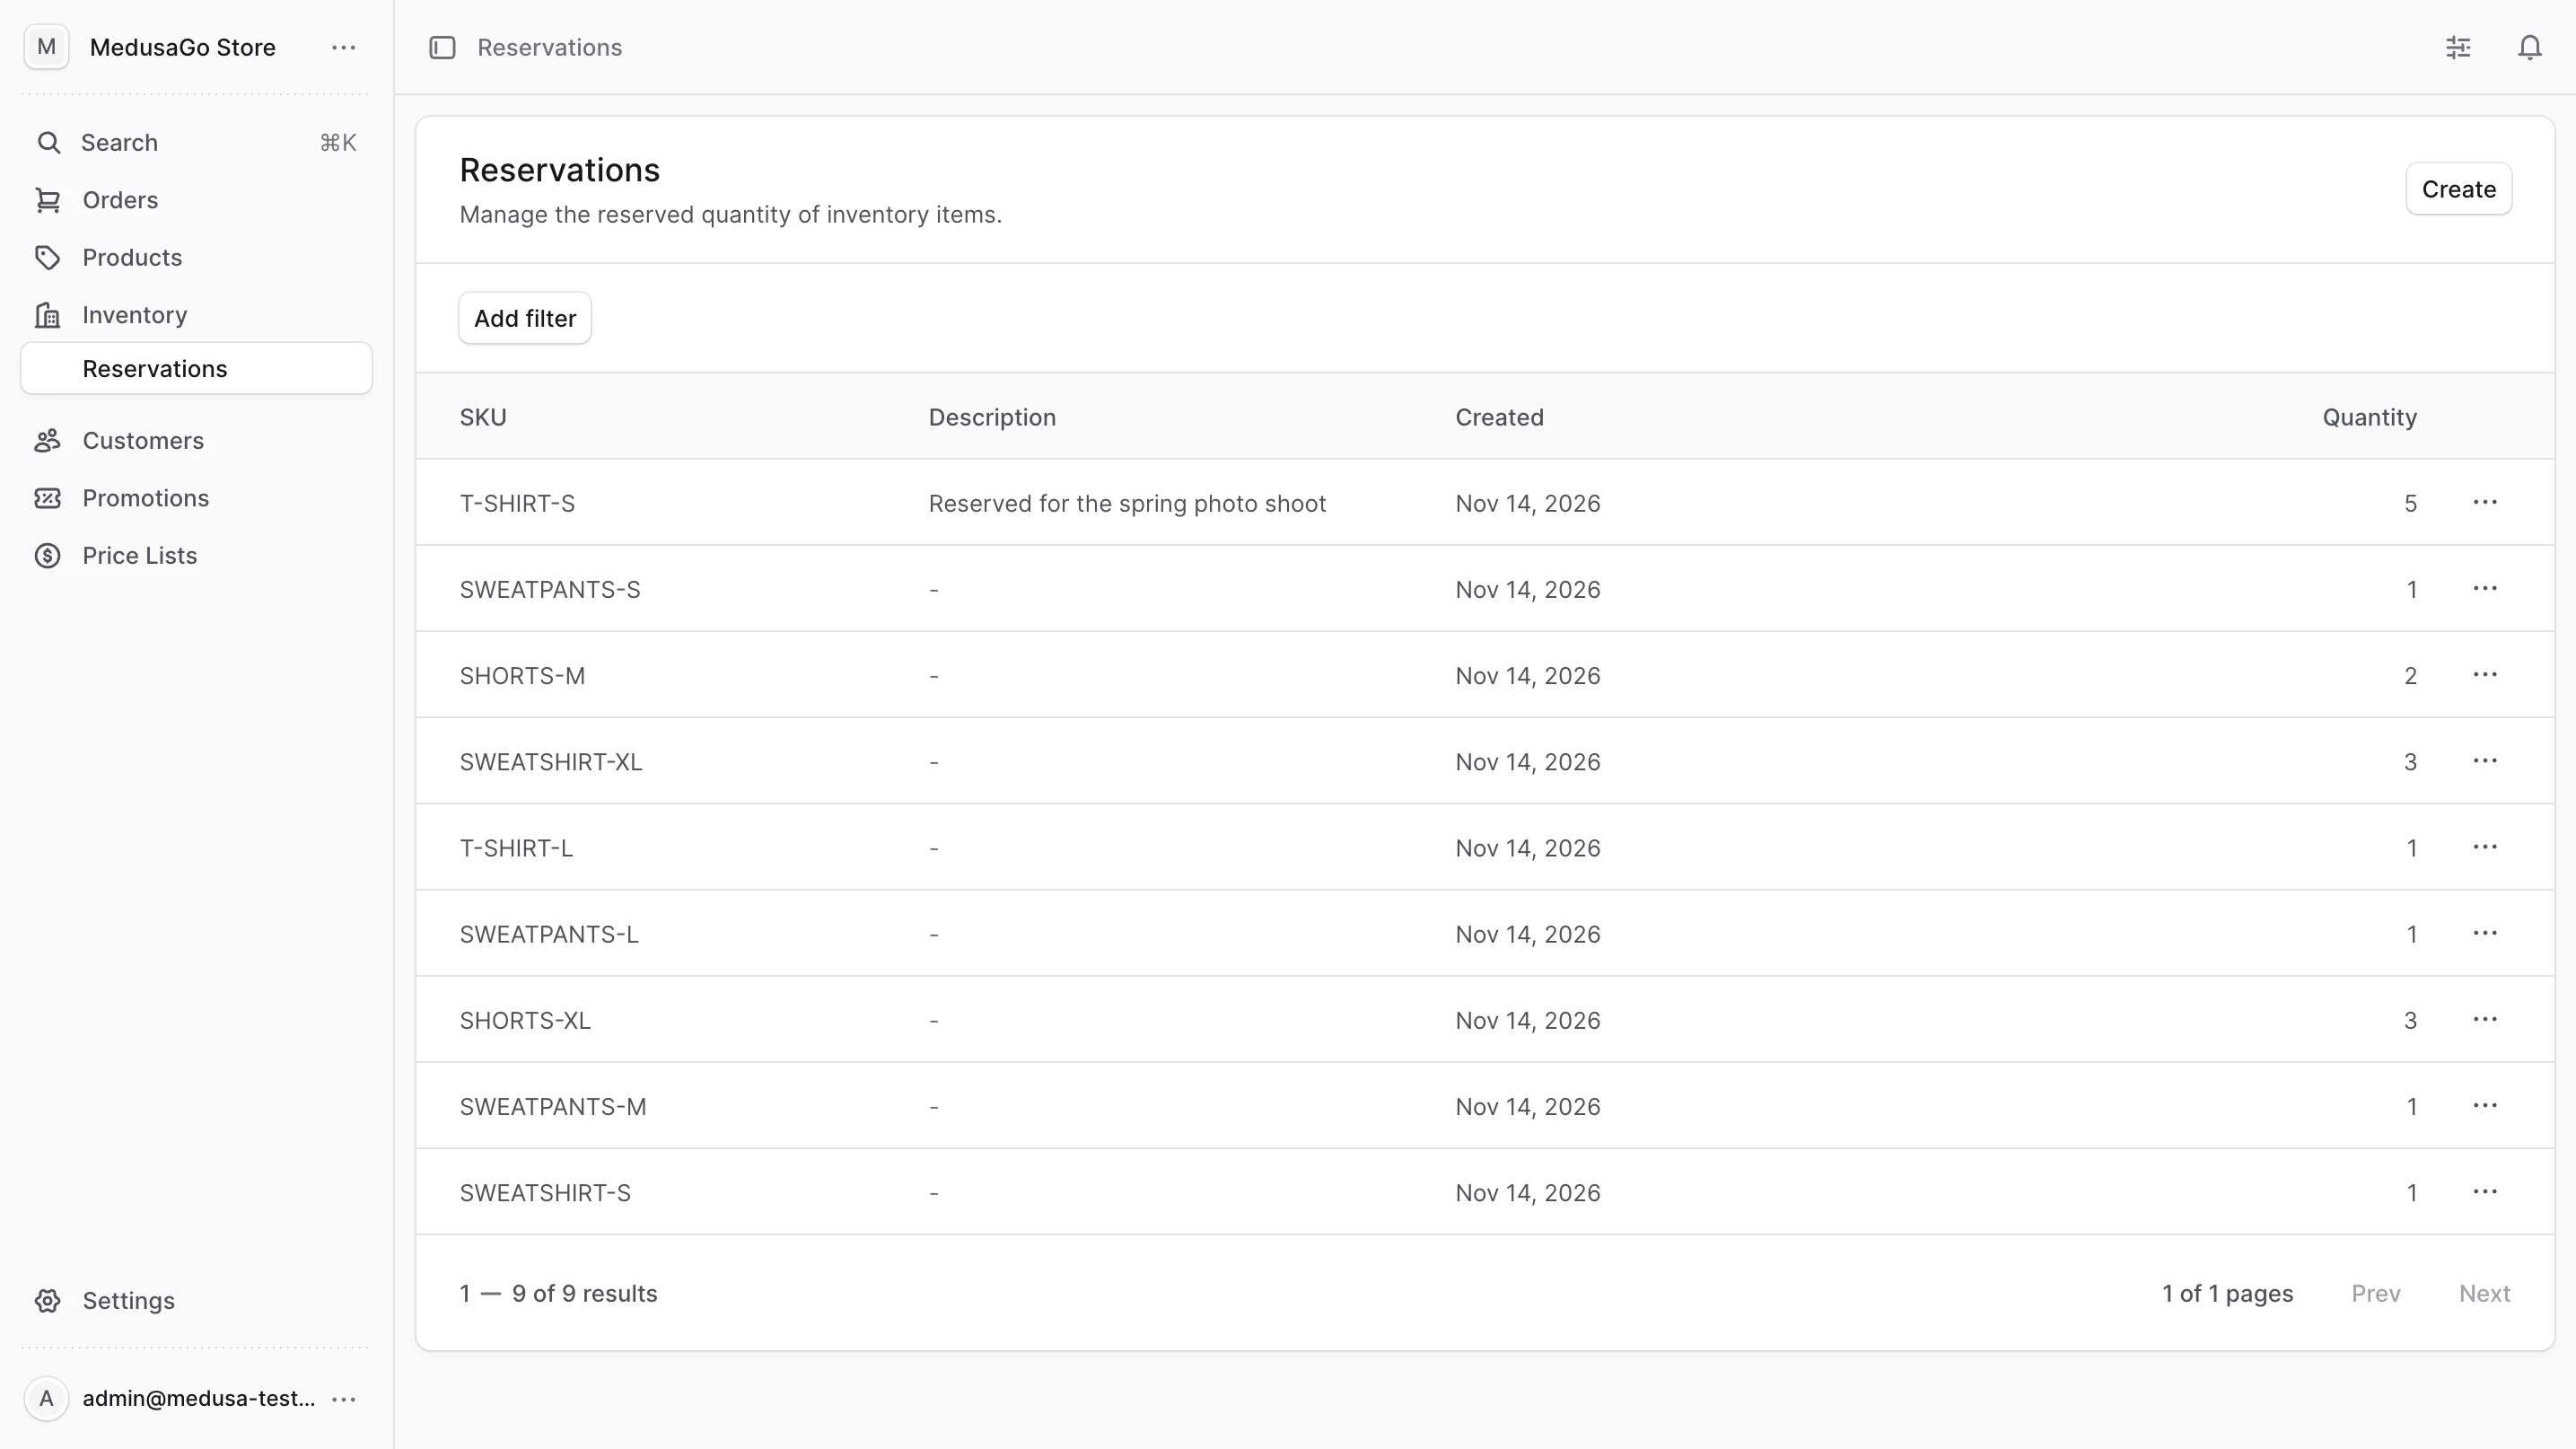 M MedusaGo Store
Reservations
Search ⌘K
Orders
Products
Inventory
Reservations
Customers
Promotions
Price Lists
Settings
A admin@medusa-test...
Reservations
Manage the reserved quantity of inventory items.
Create
Add filter
SKU Description Created Quantity
T-SHIRT-S Reserved for the spring photo shoot Nov 14, 2026 5
SWEATPANTS-S - Nov 14, 2026 1
SHORTS-M - Nov 14, 2026 2
SWEATSHIRT-XL - Nov 14, 2026 3
T-SHIRT-L - Nov 14, 2026 1
SWEATPANTS-L - Nov 14, 2026 1
SHORTS-XL - Nov 14, 2026 3
SWEATPANTS-M - Nov 14, 2026 1
SWEATSHIRT-S - Nov 14, 2026 1
1 — 9 of 9 results 1 of 1 pages Prev Next